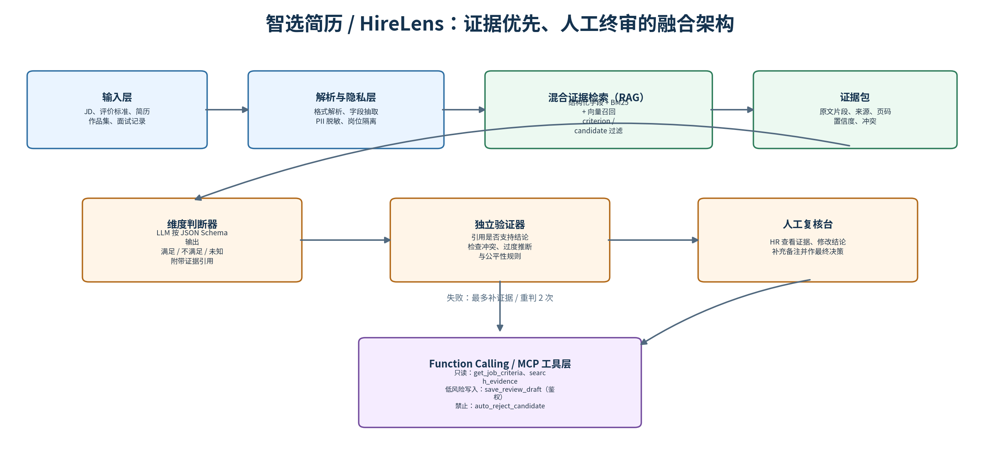 智选简历 / HireLens：证据优先、人工终审的融合架构
输入层
JD、评价标准、简历
作品集、面试记录
解析与隐私层
格式解析、字段抽取
PII 脱敏、岗位隔离
混合证据检索（RAG）
结构化字段 + BM25
+ 向量召回
criterion /
candidate 过滤
证据包
原文片段、来源、页码
置信度、冲突
维度判断器
LLM 按 JSON Schema
输出
满足 / 不满足 / 未知
附带证据引用
独立验证器
引用是否支持结论
检查冲突、过度推断
与公平性规则
人工复核台
HR 查看证据、修改结论
补充备注并作最终决策
失败：最多补证据 / 重判 2 次
Function Calling / MCP 工具层
只读：get_job_criteria、searc
h_evidence
低风险写入：save_review_draft（鉴
权）
禁止：auto_reject_candidate